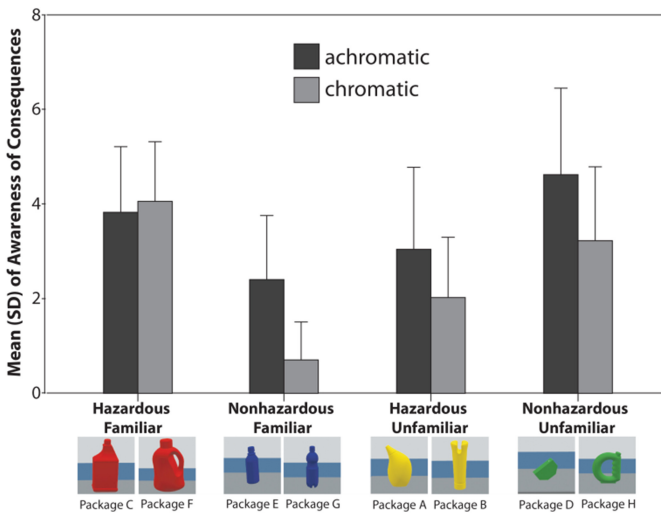 Mean (SD) of Awareness of Consequences
8
6
4
2
0
achromatic
chromatic
Hazardous
Familiar
Nonhazardous
Familiar
Hazardous
Unfamiliar
Nonhazardous
Unfamiliar
Package C Package F Package E Package G Package A Package B Package D Package H